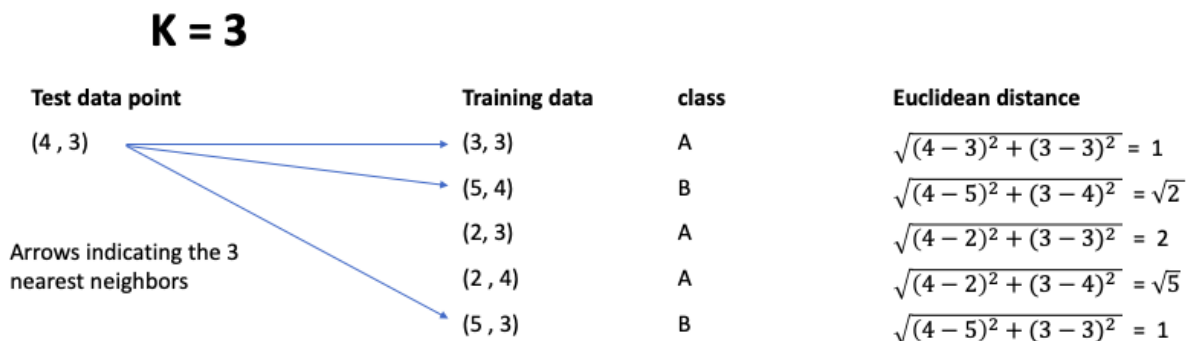 K = 3
Test data point Training data class Euclidean distance
(4 , 3) (3, 3) A √(4 – 3)² + (3 – 3)² = 1
(5, 4) B √(4 – 5)² + (3 – 4)² = √2
(2, 3) A √(4 – 2)² + (3 – 3)² = 2
Arrows indicating the 3
nearest neighbors
(2 , 4) A √(4 – 2)² + (3 – 4)² = √5
(5 , 3) B √(4 – 5)² + (3 – 3)² = 1